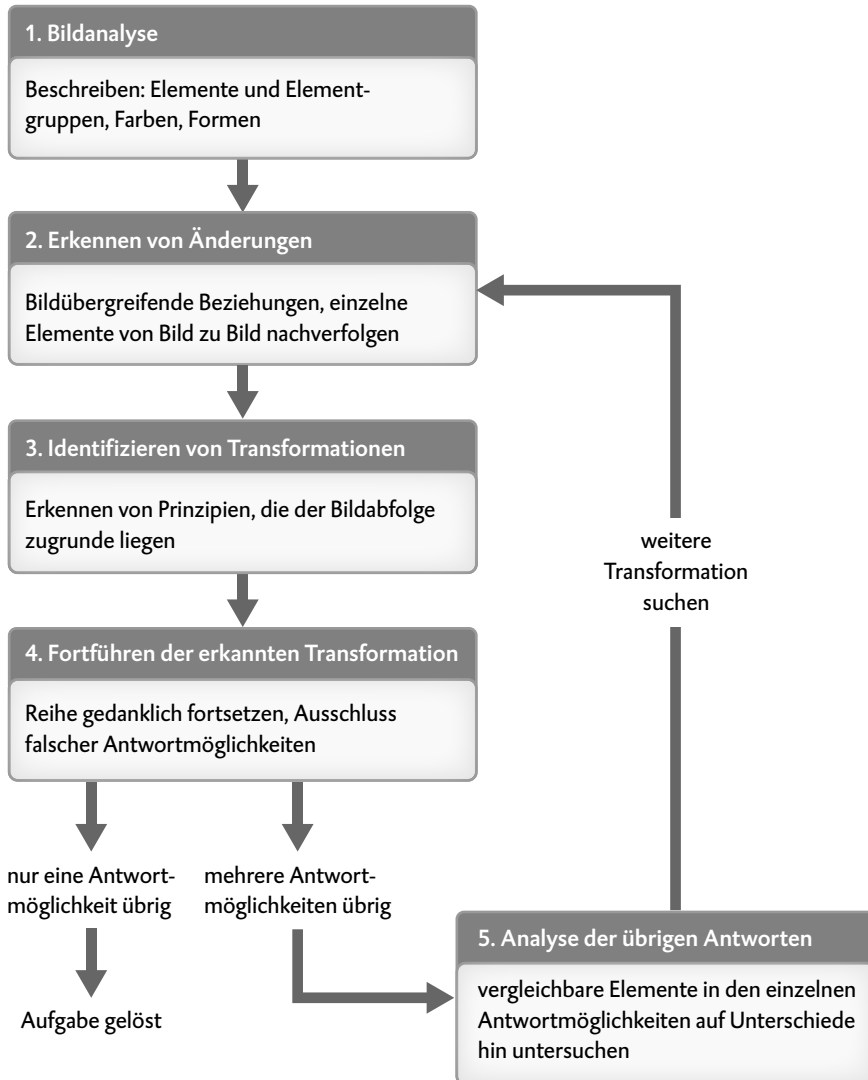 1. Bildanalyse
Beschreiben: Elemente und Element-
gruppen, Farben, Formen
2. Erkennen von Änderungen
Bildübergreifende Beziehungen, einzelne
Elemente von Bild zu Bild nachverfolgen
3. Identifizieren von Transformationen
Erkennen von Prinzipien, die der Bildabfolge
zugrunde liegen
weitere
Transformation
suchen
4. Fortführen der erkannten Transformation
Reihe gedanklich fortsetzen, Ausschluss
falscher Antwortmöglichkeiten
nur eine Antwort-
möglichkeit übrig
mehrere Antwort-
möglichkeiten übrig
Aufgabe gelöst
5. Analyse der übrigen Antworten
vergleichbare Elemente in den einzelnen
Antwortmöglichkeiten auf Unterschiede
hin untersuchen